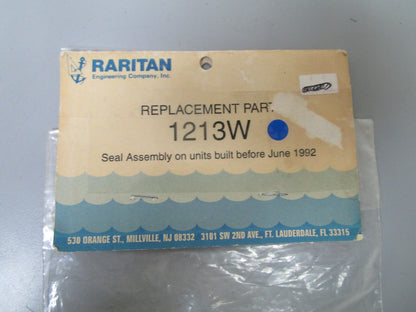 RARITAN
Engineering Company, Inc.
REPLACEMENT PART
1213W
Seal Assembly on units built before June 1992
530 ORANGE ST., MILLVILLE, NJ 08332 3101 SW 2ND AVE., FT. LAUDERDALE, FL 33315